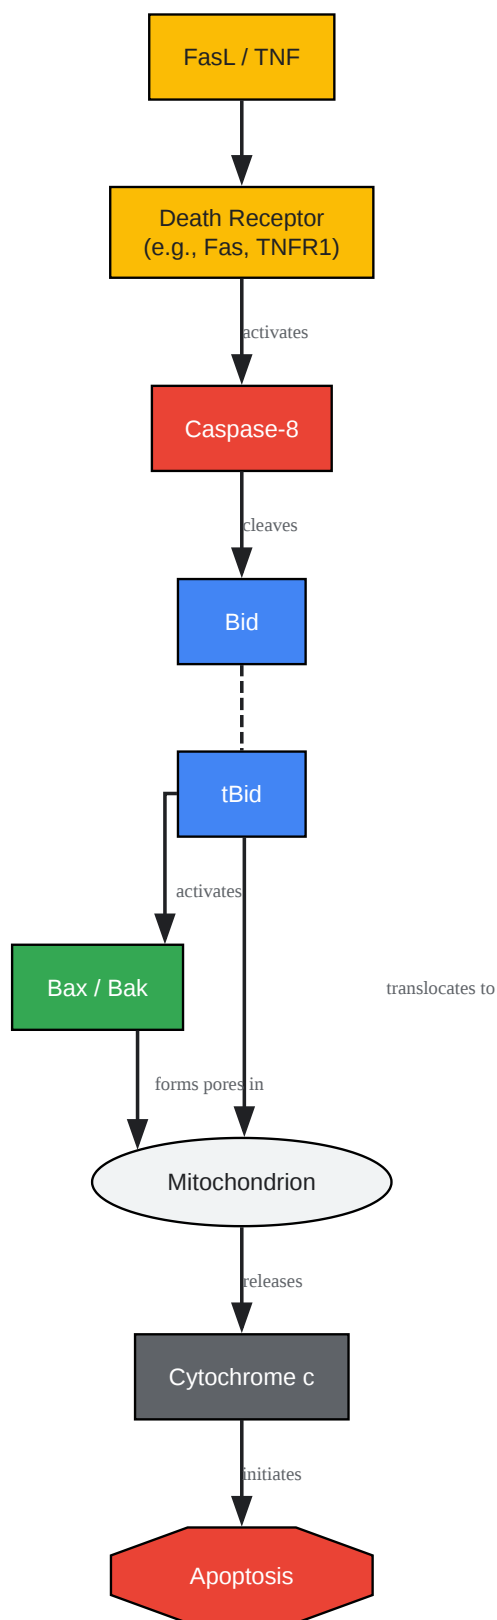 FasL / TNF
Death Receptor
(e.g., Fas, TNFR1)
activates
Caspase-8
cleaves
Bid
tBid
activates
Bax / Bak
translocates to
forms pores in
Mitochondrion
releases
Cytochrome c
initiates
Apoptosis